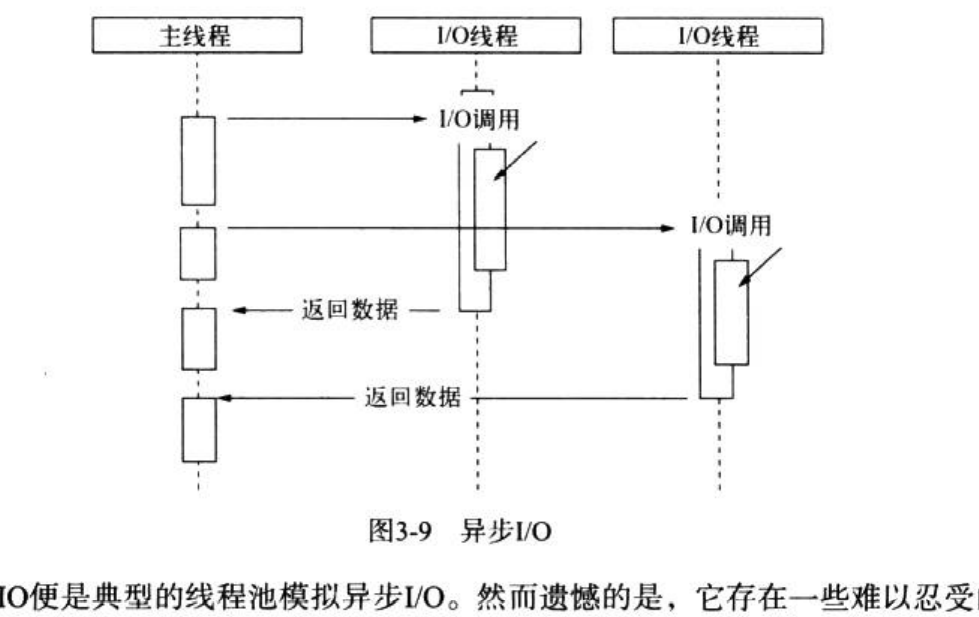 主线程 I/O线程 I/O线程
I/O调用
I/O调用
返回数据
返回数据
图3-9 异步I/O
IO便是典型的线程池模拟异步I/O。然而遗憾的是，它存在一些难以忍受